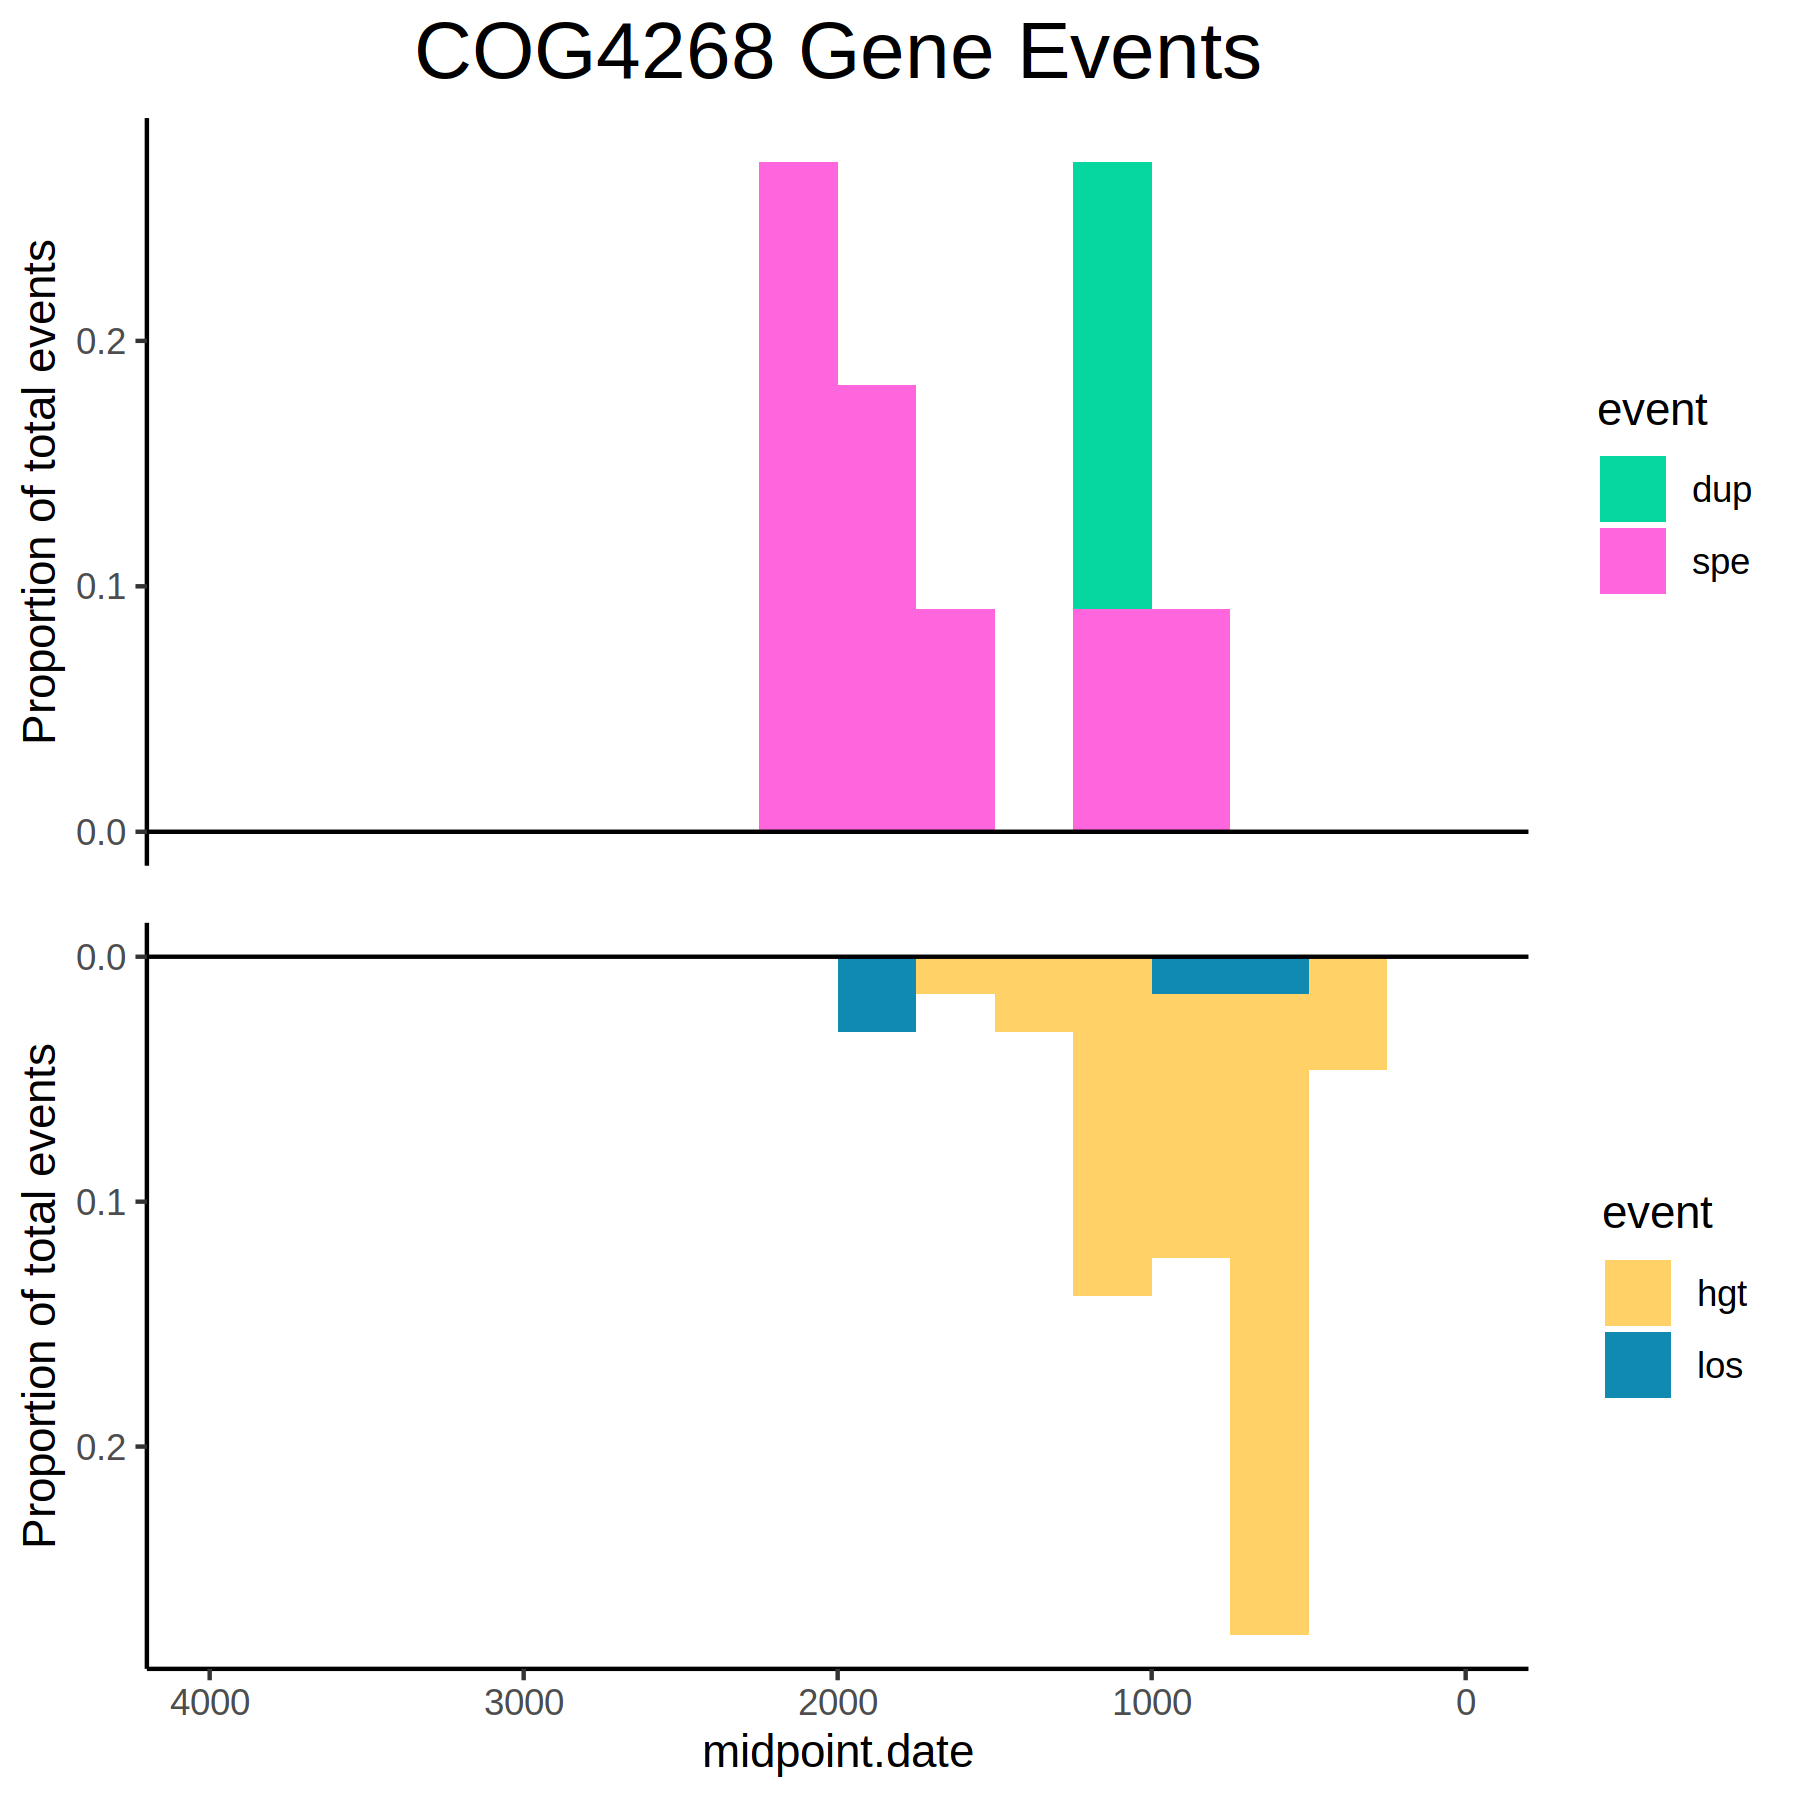 COG4268 Gene Events
Proportion of total events
0.2
0.1
0.0
event
dup
spe
Proportion of total events
0.0
0.1
0.2
event
hgt
los
4000 3000 2000 1000 0
midpoint.date